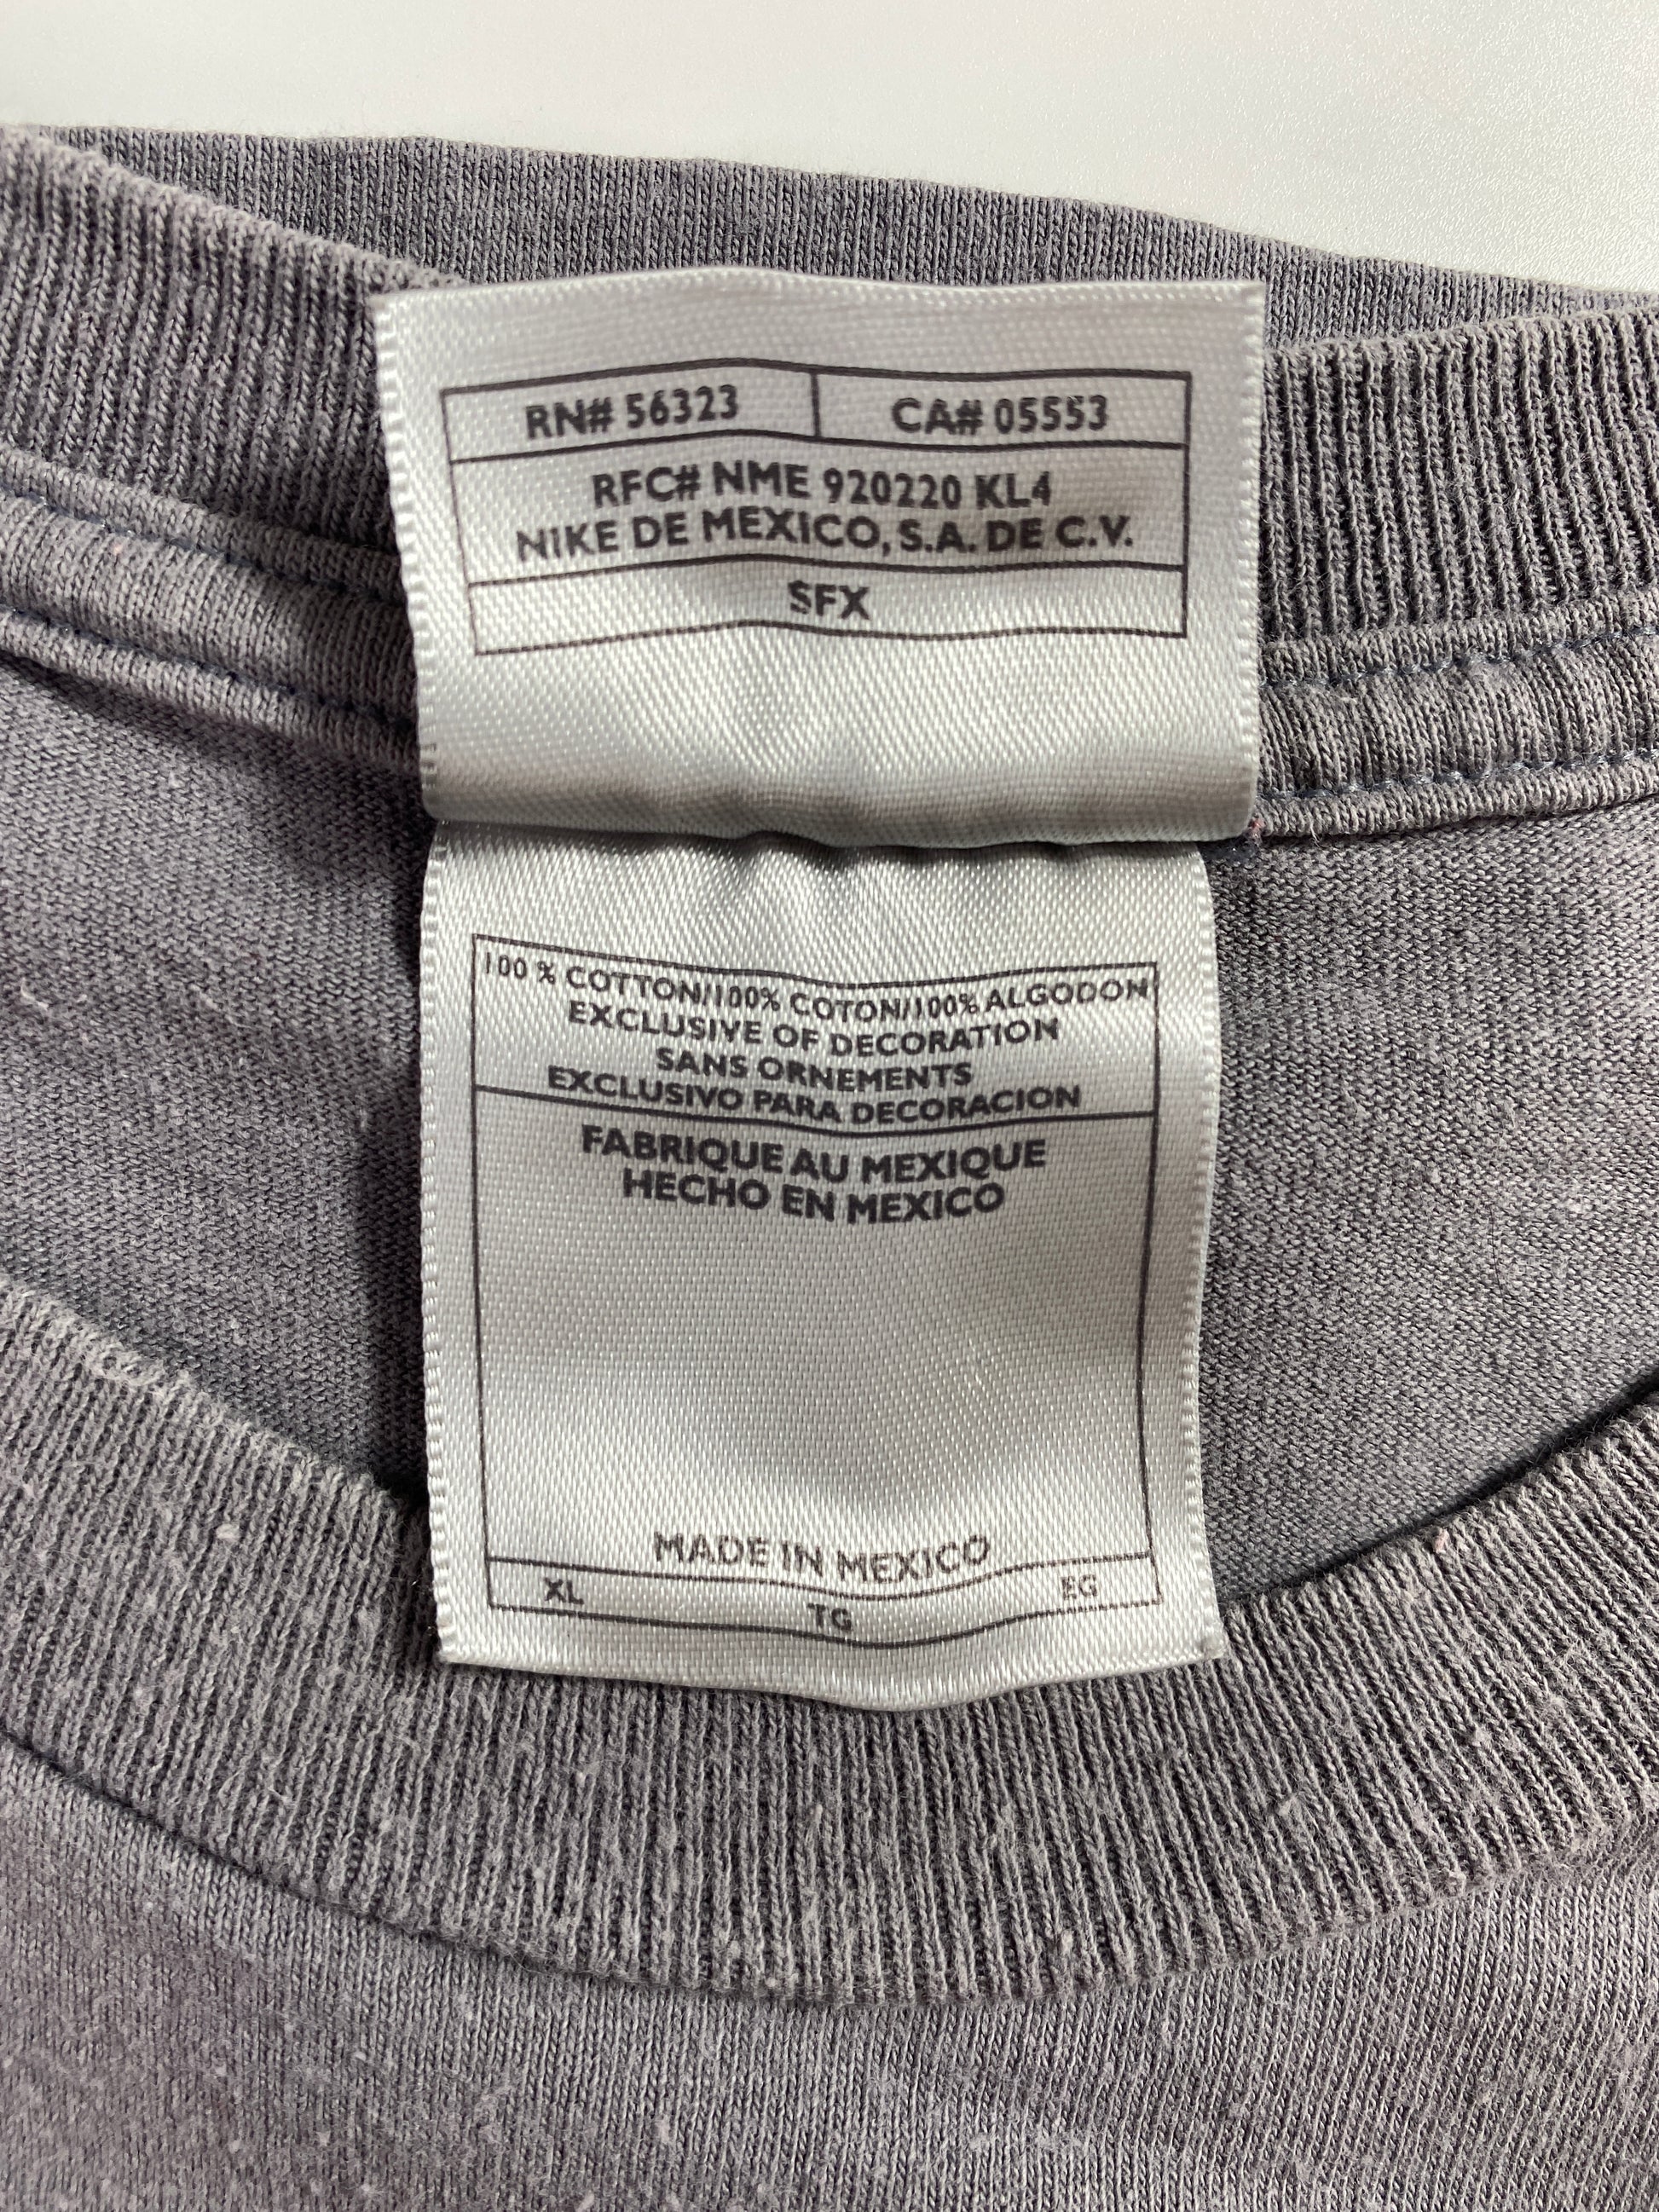 RN# 56323 CA# 05553
RFC# NME 920220 KL4
NIKE DE MEXICO, S.A. DE C.V.
SFX
100 % COTTON/100% COTON/100% ALGODON
EXCLUSIVE OF DECORATION
SANS ORNEMENTS
EXCLUSIVO PARA DECORACION
FABRIQUE AU MEXIQUE
HECHO EN MEXICO
MADE IN MEXICO
XL TG EG